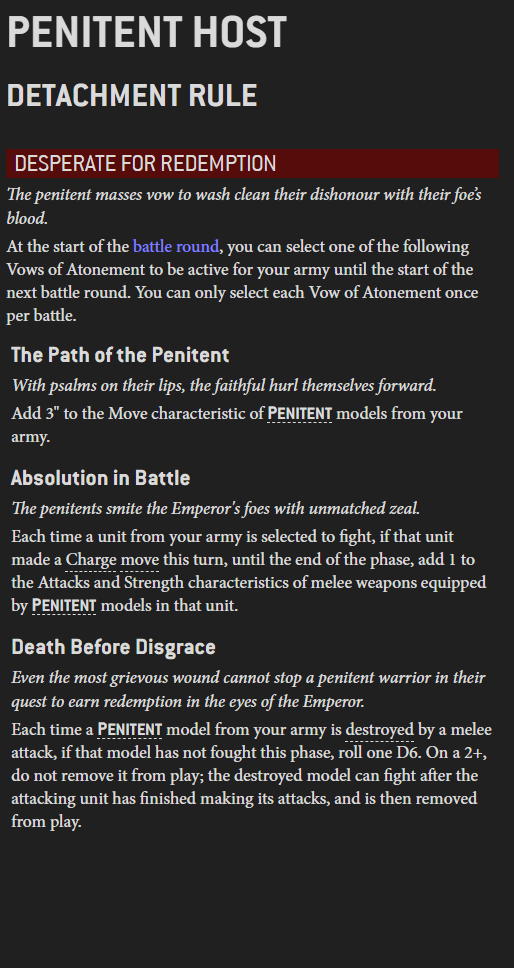 PENITENT HOST
DETACHMENT RULE
DESPERATE FOR REDEMPTION
The penitent masses vow to wash clean their dishonour with their foe’s
blood.
At the start of the battle round, you can select one of the following
Vows of Atonement to be active for your army until the start of the
next battle round. You can only select each Vow of Atonement once
per battle.
The Path of the Penitent
With psalms on their lips, the faithful hurl themselves forward.
Add 3" to the Move characteristic of PENITENT models from your
army.
Absolution in Battle
The penitents smite the Emperor's foes with unmatched zeal.
Each time a unit from your army is selected to fight, if that unit
made a Charge move this turn, until the end of the phase, add 1 to
the Attacks and Strength characteristics of melee weapons equipped
by PENITENT models in that unit.
Death Before Disgrace
Even the most grievous wound cannot stop a penitent warrior in their
quest to earn redemption in the eyes of the Emperor.
Each time a PENITENT model from your army is destroyed by a melee
attack, if that model has not fought this phase, roll one D6. On a 2+,
do not remove it from play; the destroyed model can fight after the
attacking unit has finished making its attacks, and is then removed
from play.